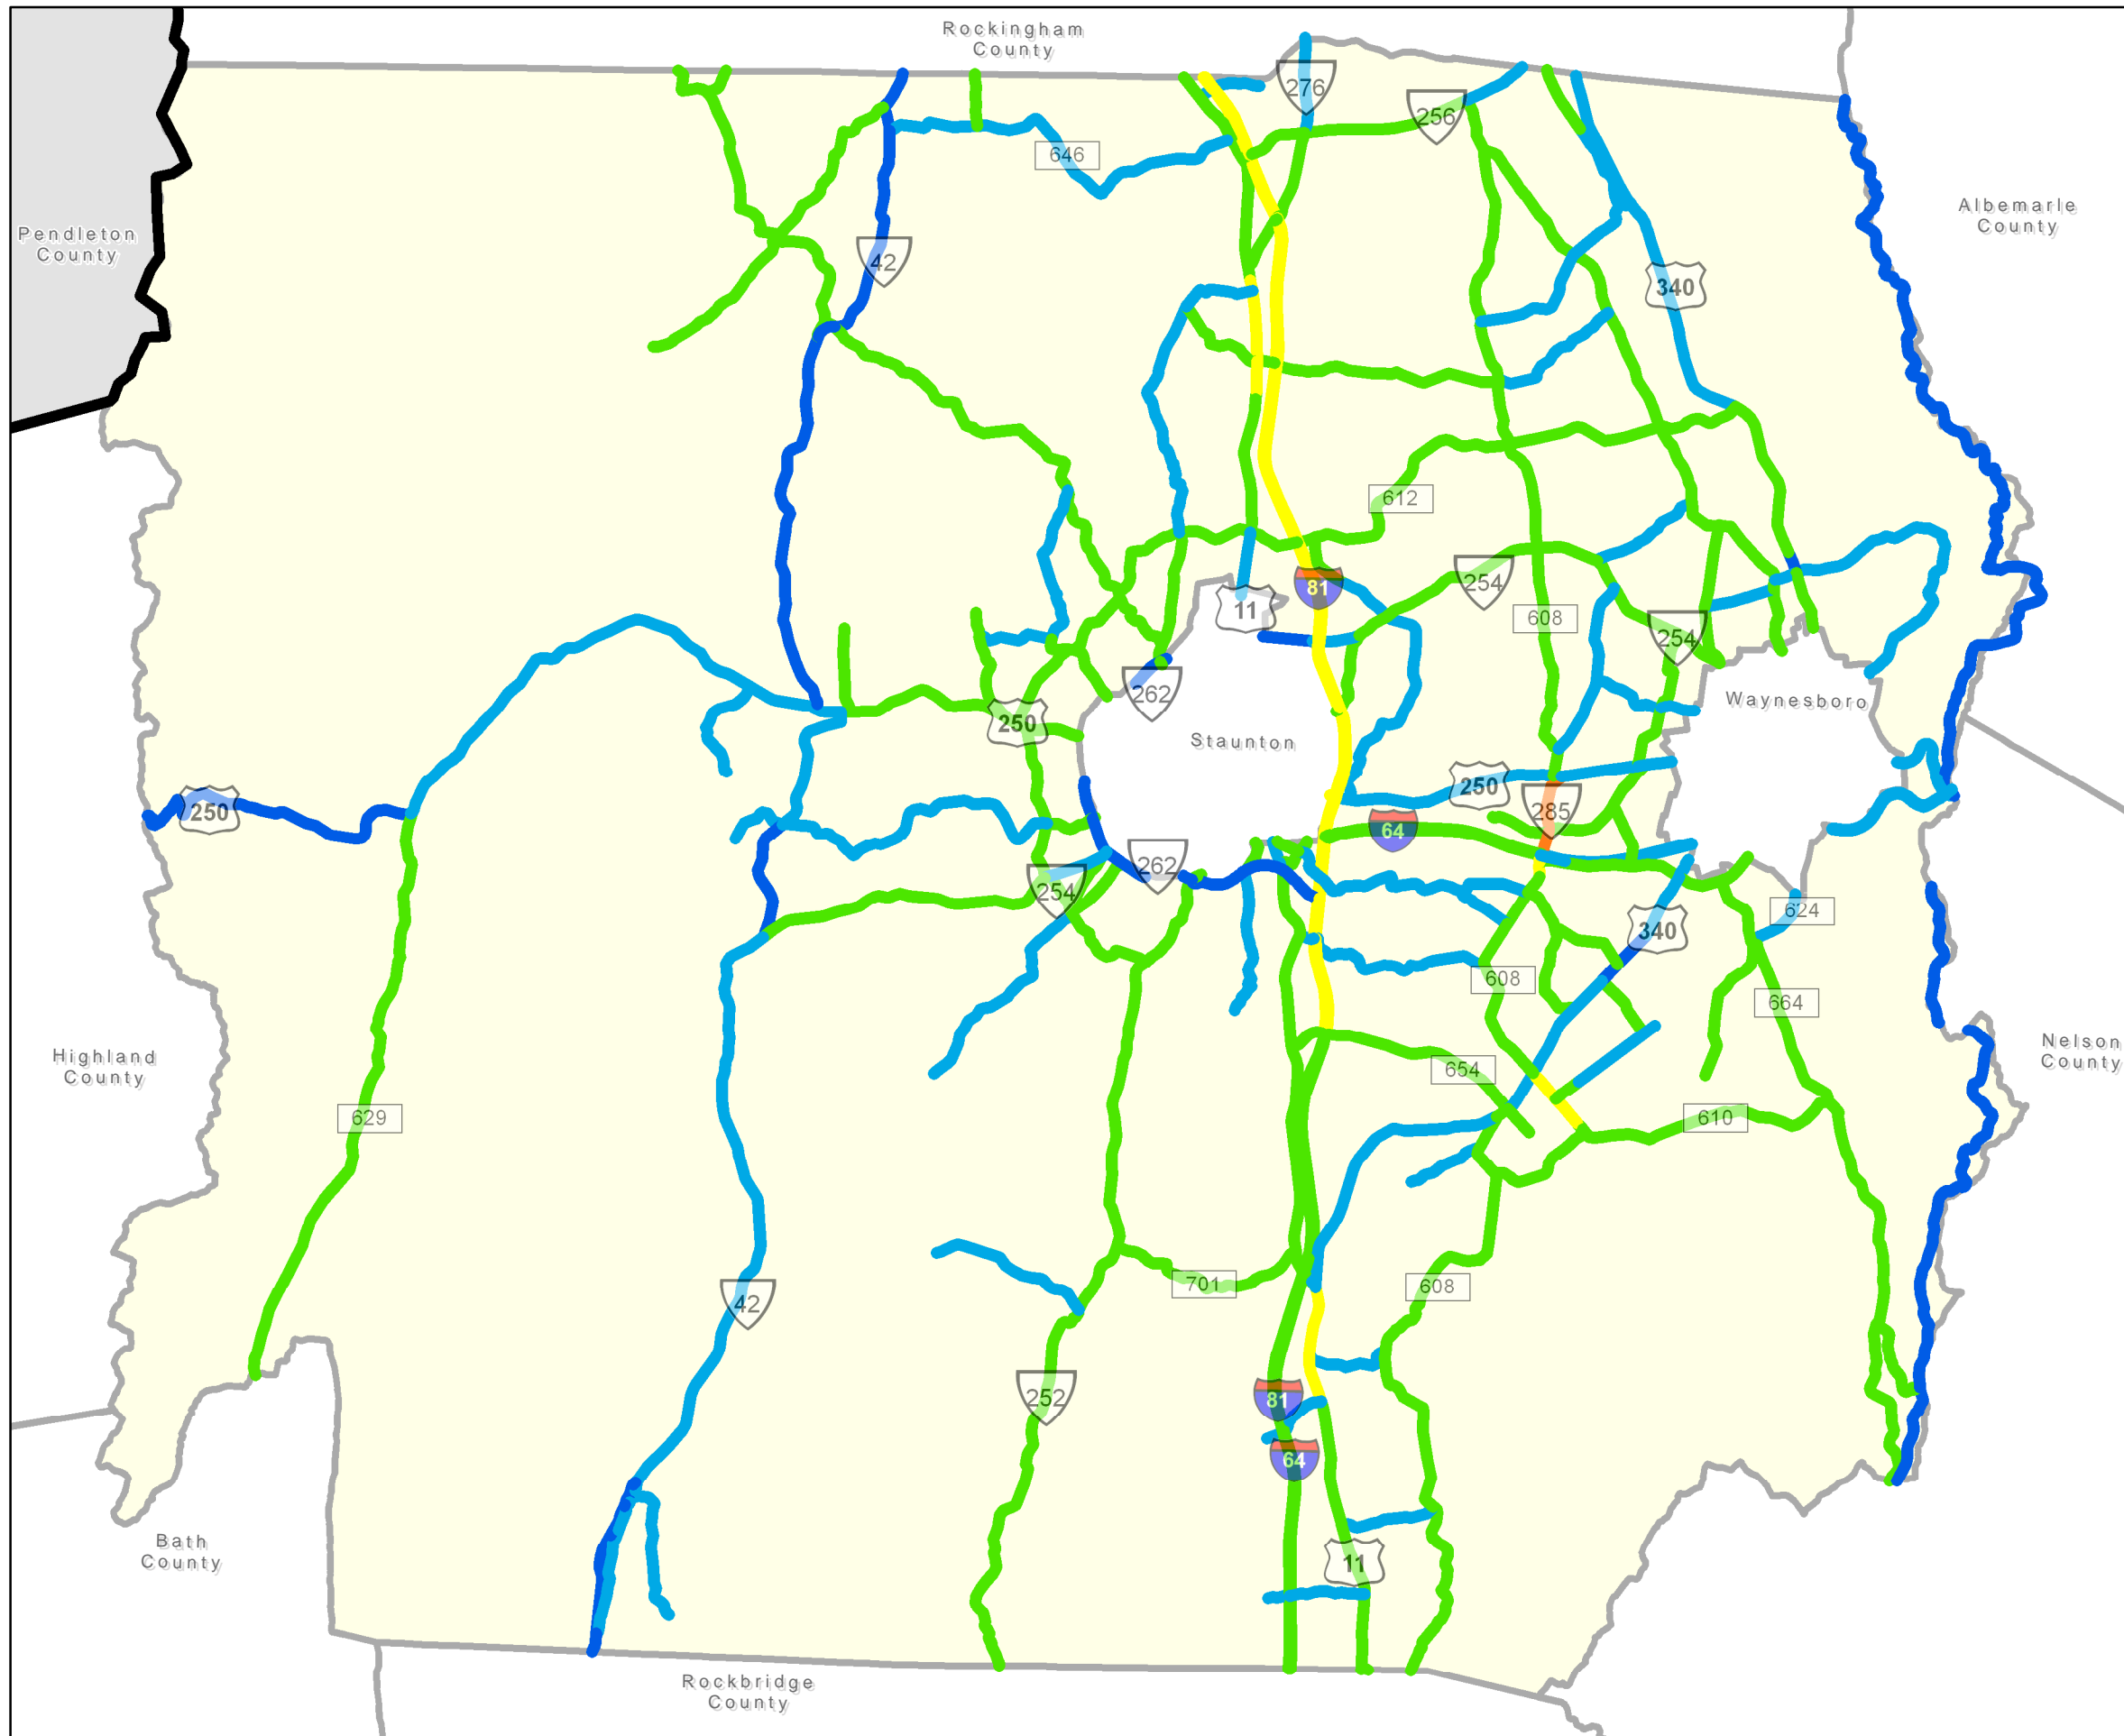 Rockingham
County
276
256
646
Albemarle
County
Pendleton
County
42
340
612
254
81
11
608
254
262
Waynesboro
250
Staunton
250
250
285
64
262
254
624
340
608
664
Highland
County
Nelson
County
654
629
610
701
608
42
252
81
64
Bath
County
11
Rockbridge
County